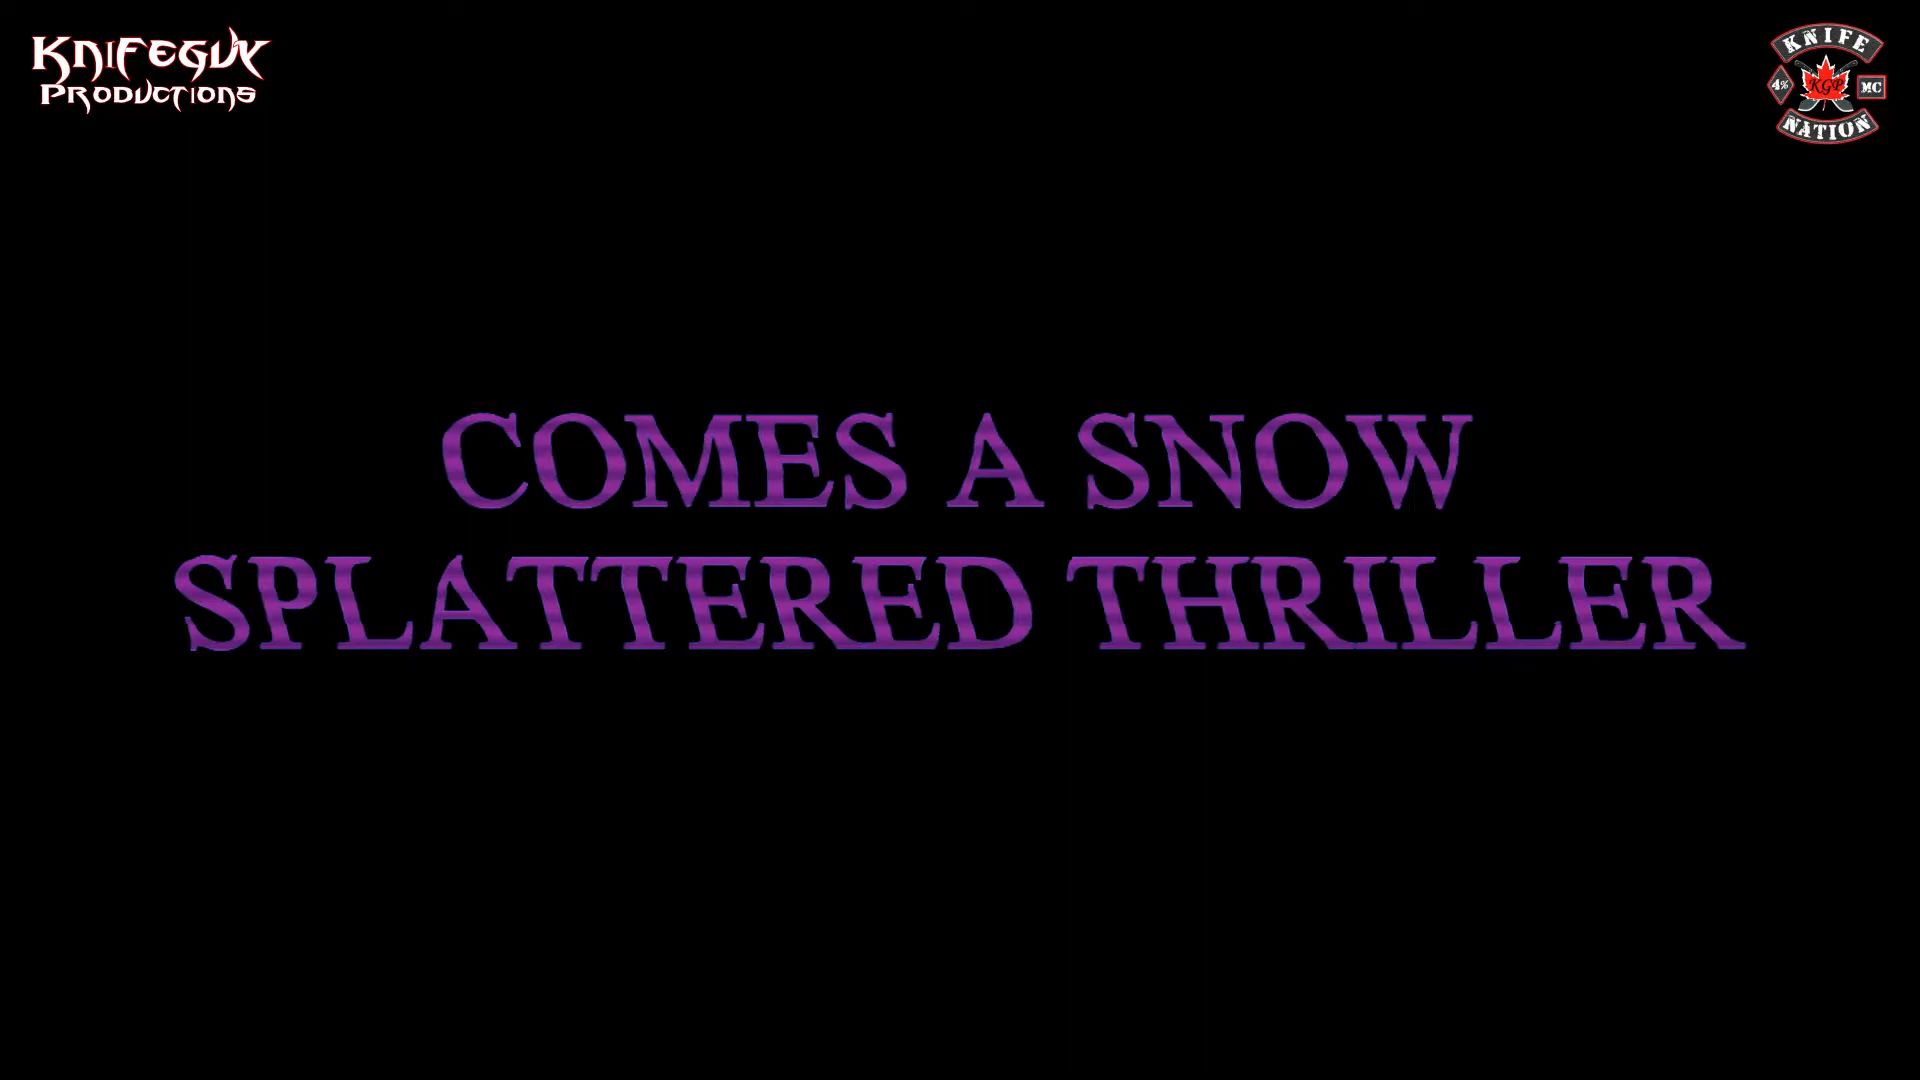 KNIFEGUY
PRODUCTIONS
KNIFE
4%
KGP
MC
NATION
COMES A SNOW
SPLATTERED THRILLER